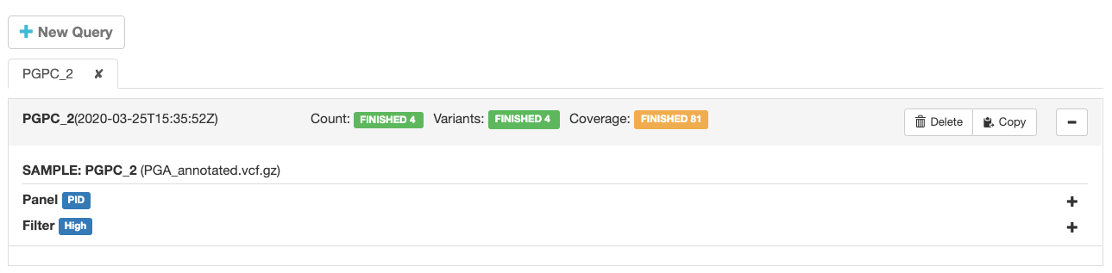 New Query
PGPC_2 ✘
PGPC_2(2020-03-25T15:35:52Z) Count: FINISHED 4 Variants: FINISHED 4 Coverage: FINISHED 81 Delete Copy
SAMPLE: PGPC_2 (PGA_annotated.vcf.gz)
Panel PID
Filter High